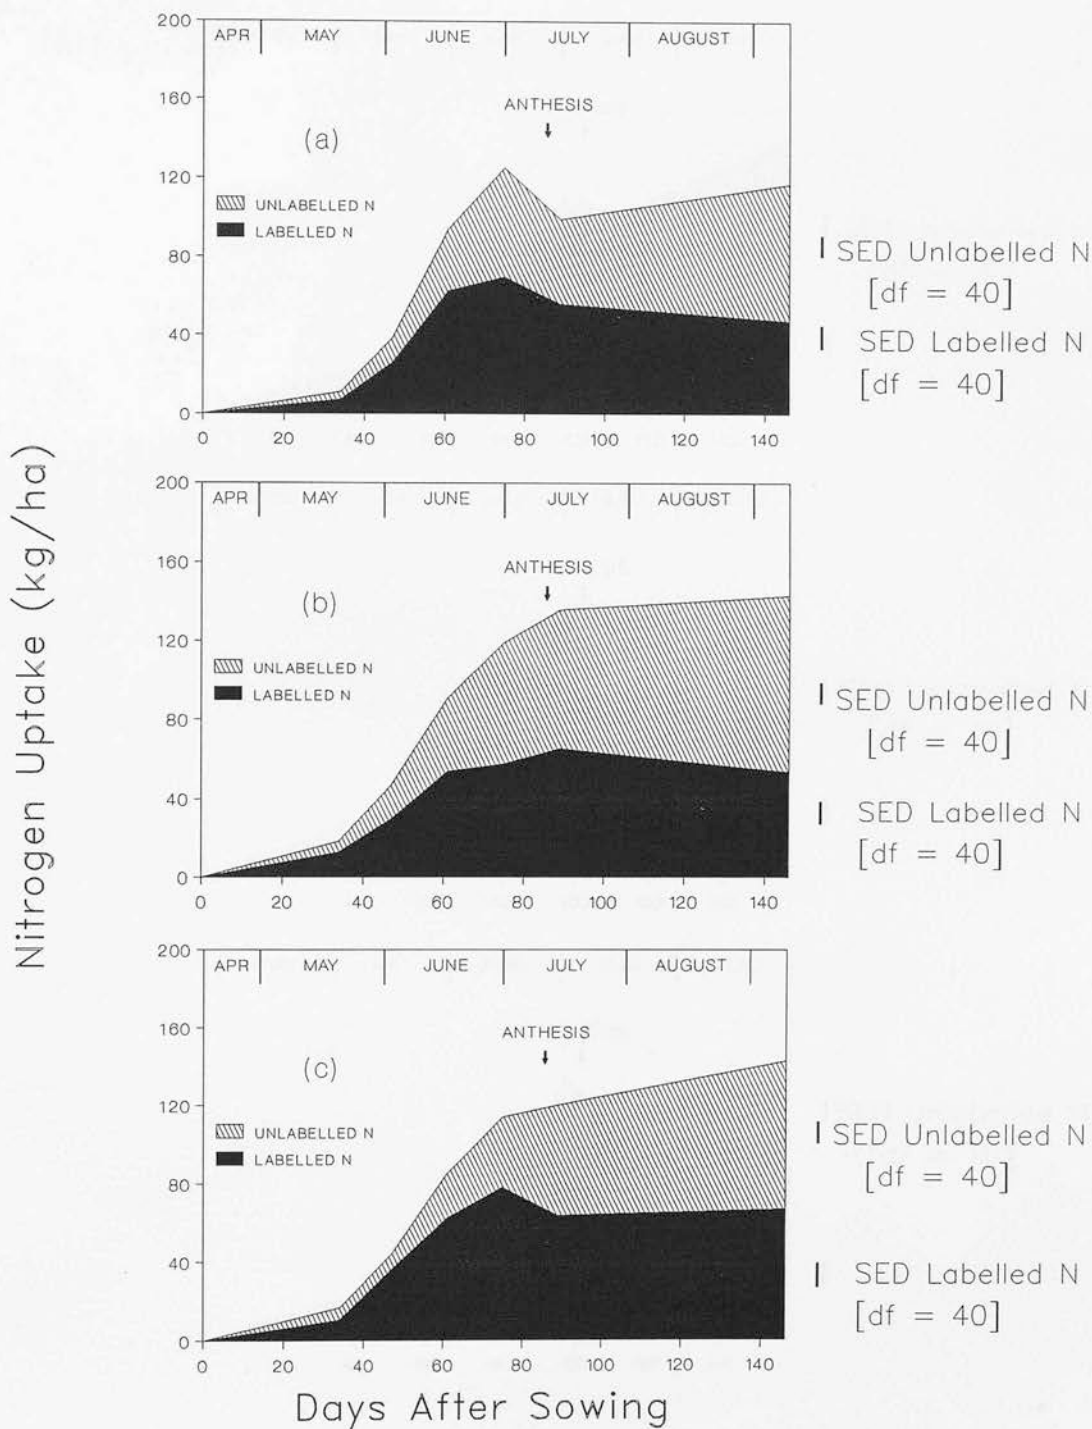 Nitrogen Uptake (kg/ha)
200
160
120
80
40
0
APR MAY JUNE JULY AUGUST
ANTHESIS
(a)
UNLABELLED N
LABELLED N
0 20 40 60 80 100 120 140
SED Unlabelled N
[df = 40]
SED Labelled N
[df = 40]
200
160
120
80
40
0
APR MAY JUNE JULY AUGUST
ANTHESIS
(b)
UNLABELLED N
LABELLED N
0 20 40 60 80 100 120 140
SED Unlabelled N
[df = 40]
SED Labelled N
[df = 40]
200
160
120
80
40
0
APR MAY JUNE JULY AUGUST
ANTHESIS
(c)
UNLABELLED N
LABELLED N
0 20 40 60 80 100 120 140
SED Unlabelled N
[df = 40]
SED Labelled N
[df = 40]
Days After Sowing